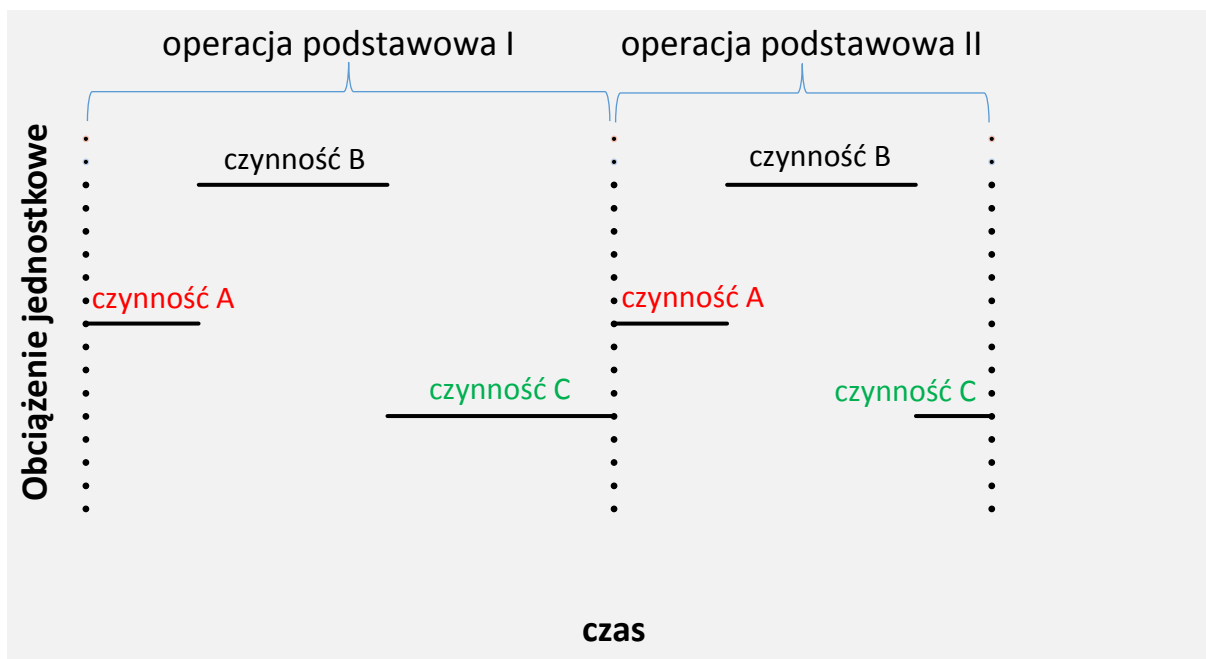 operacja podstawowa I
operacja podstawowa II
Obciążenie jednostkowe
czynność B
czynność B
czynność A
czynność A
czynność C
czynność C
czas